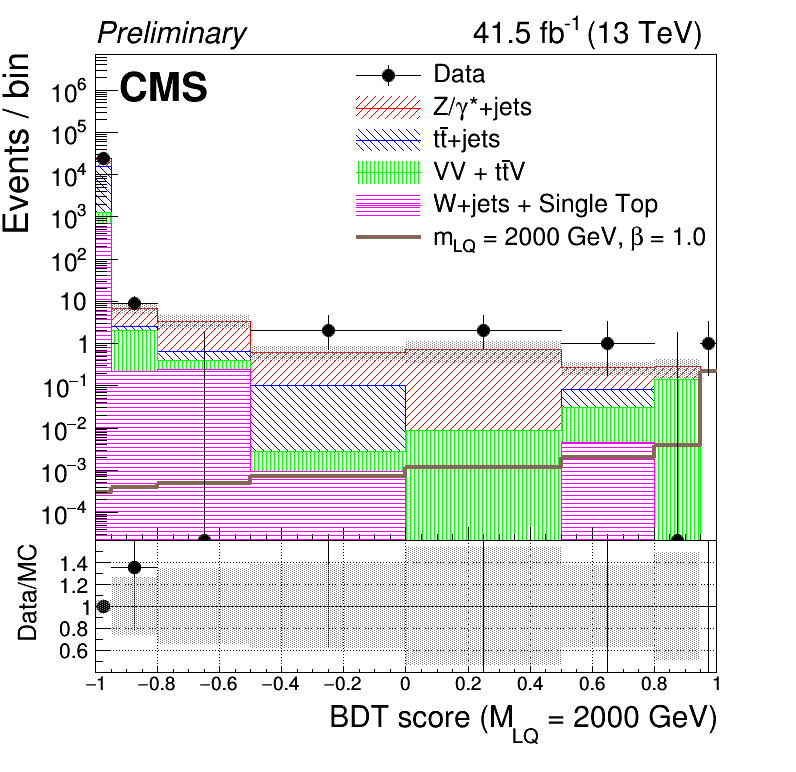 Preliminary 41.5 fb⁻¹ (13 TeV)
CMS
Events / bin
Data
Z/γ*+jets
tt̄+jets
VV + tt̄V
W+jets + Single Top
m_LQ = 2000 GeV, β = 1.0
10⁶
10⁵
10⁴
10³
10²
10
1
10⁻¹
10⁻²
10⁻³
10⁻⁴
Data/MC
1.4
1.2
1
0.8
0.6
−1 −0.8 −0.6 −0.4 −0.2 0 0.2 0.4 0.6 0.8 1
BDT score (M_LQ = 2000 GeV)